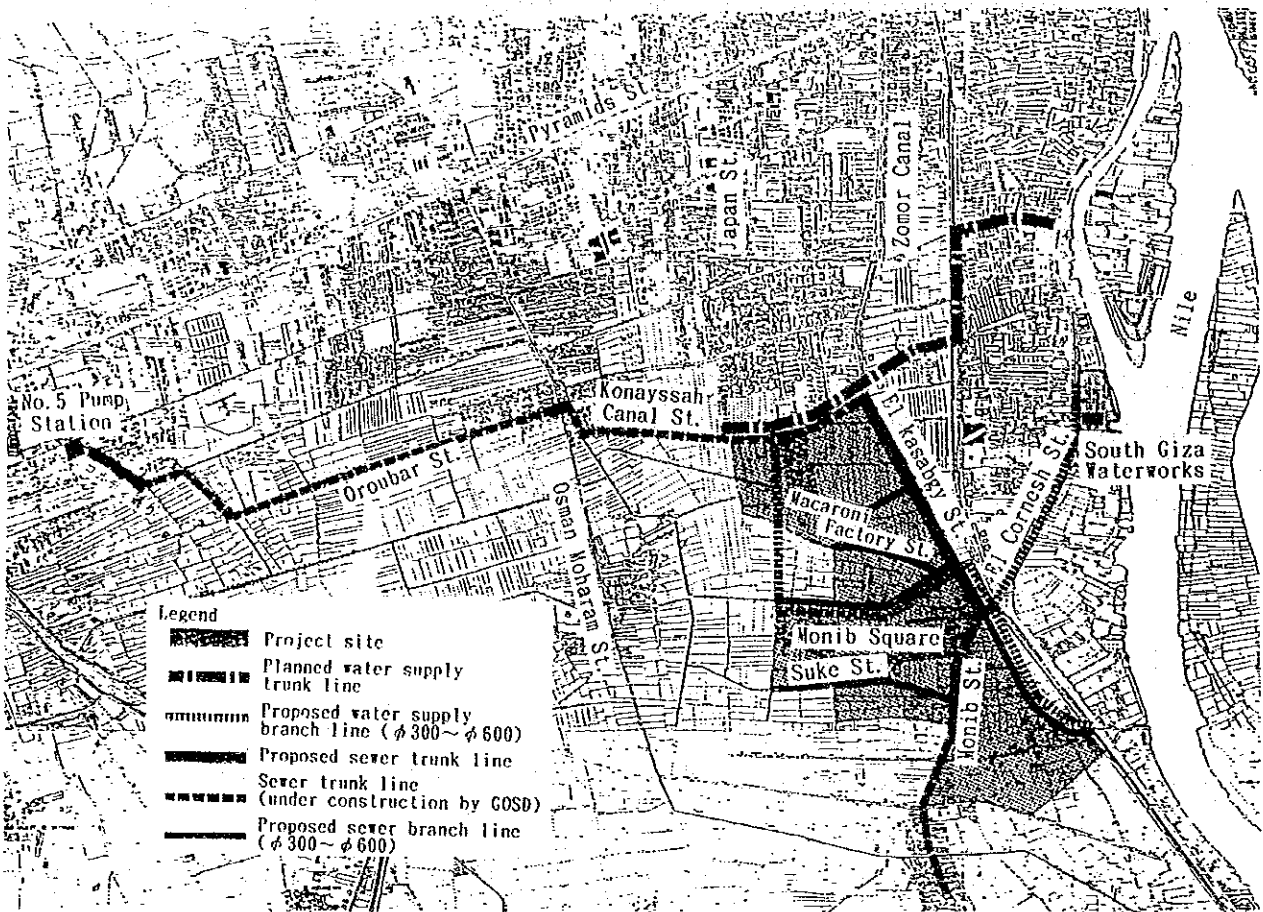 Pyramids St.
Japan St.
Zomor Canal
Nile
No.5 Pump
Station
Konayssah
Canal St.
Oroubar St.
El kasabgy St.
El Cornesh St.
South Giza
Waterworks
Osman Moharam St.
Macaroni
Factory St.
Monib Square
Suke St.
Monib St.
Legend
Project site
Planned water supply
trunk line
Proposed water supply
branch line (φ300~φ600)
Proposed sewer trunk line
Sewer trunk line
(under construction by GOSD)
Proposed sewer branch line
(φ300~φ600)